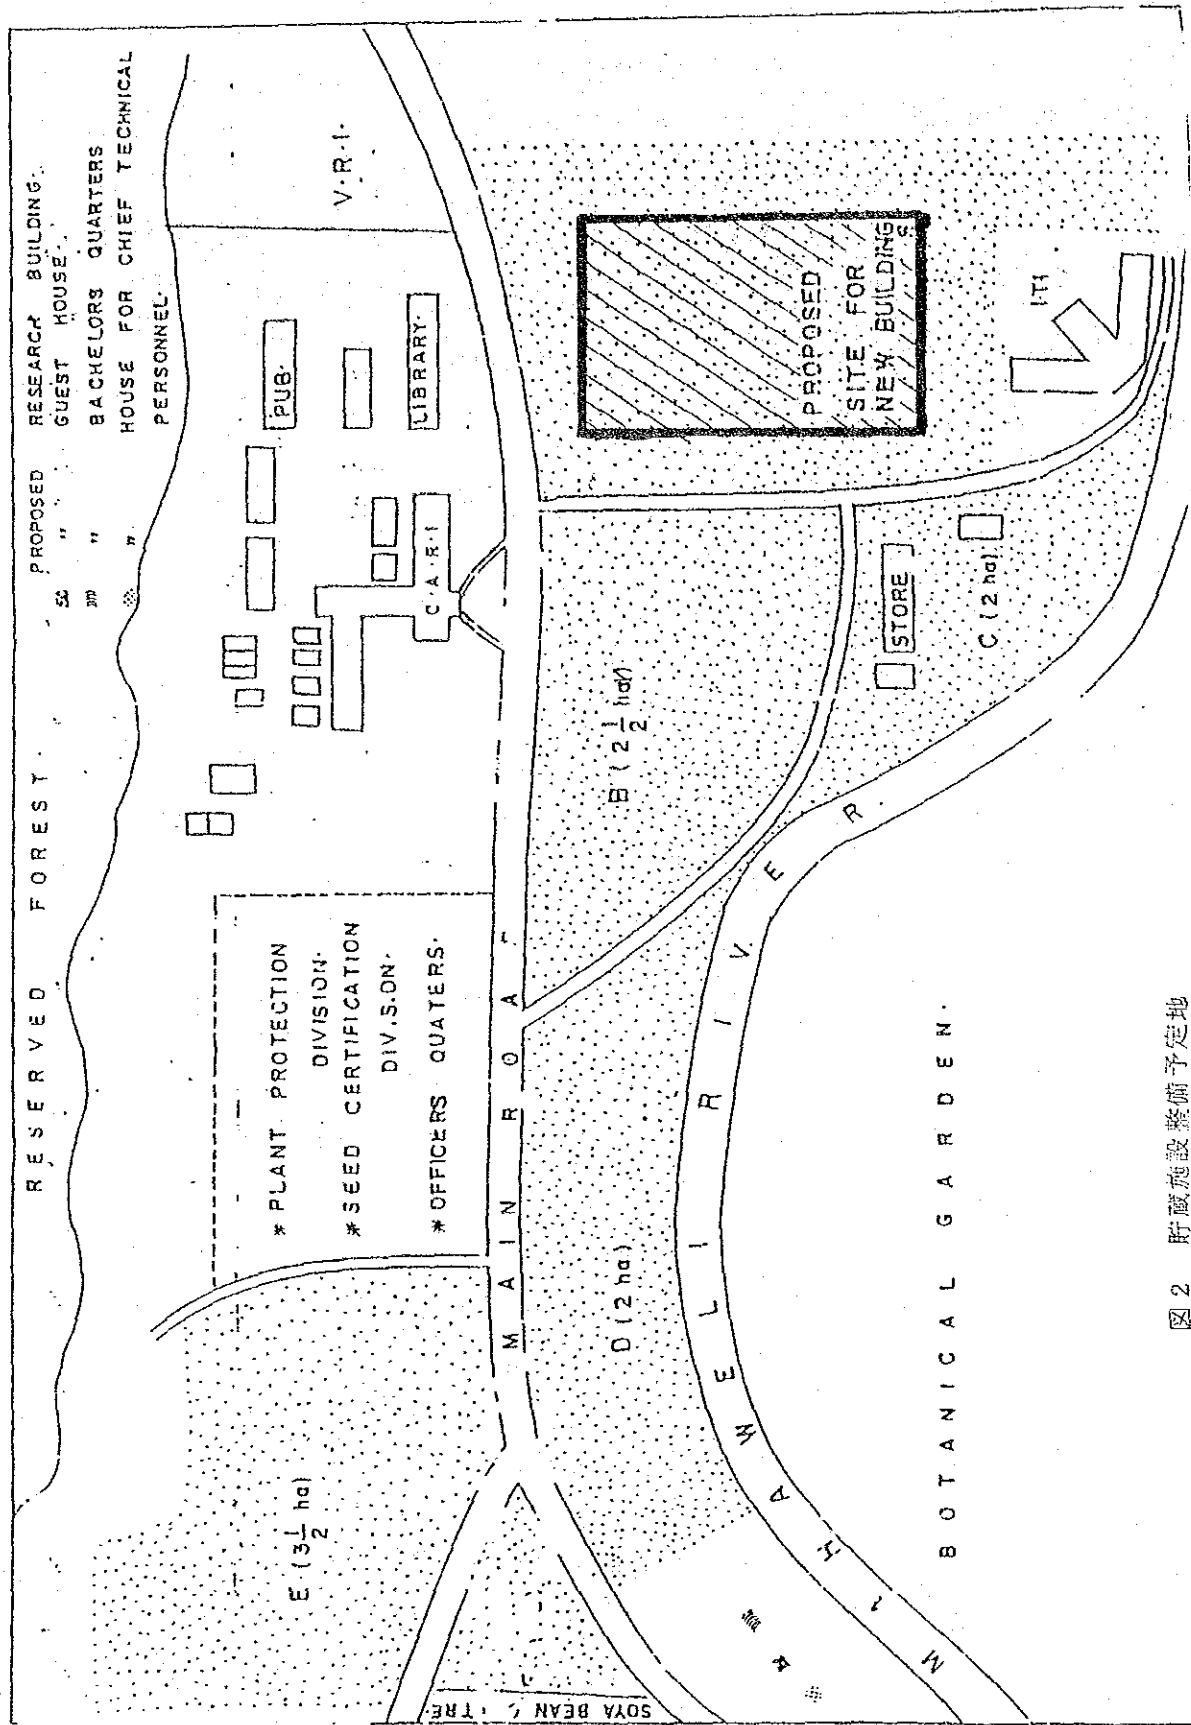 RESERVED FOREST.
PROPOSED RESEARCH BUILDING.
" GUEST HOUSE.
" BACHELORS QUARTERS
" HOUSE FOR CHIEF TECHNICAL
PERSONNEL.
V.R.I.
PUB.
LIBRARY.
C.A.R.I
* PLANT PROTECTION
DIVISION.
* SEED CERTIFICATION
DIV.S.ON.
* OFFICERS QUATERS.
E (3 1/2 ha)
MAIN ROA
SOYA BEAN TRE.
D (2 ha)
B (2 1/2 ha)
PROPOSED
SITE FOR
NEW BUILDINGS.
STORE
C (2 ha)
ITI
MAHAWELI RIVER
BOTANICAL GARDEN.
図2 貯蔵施設整備予定地